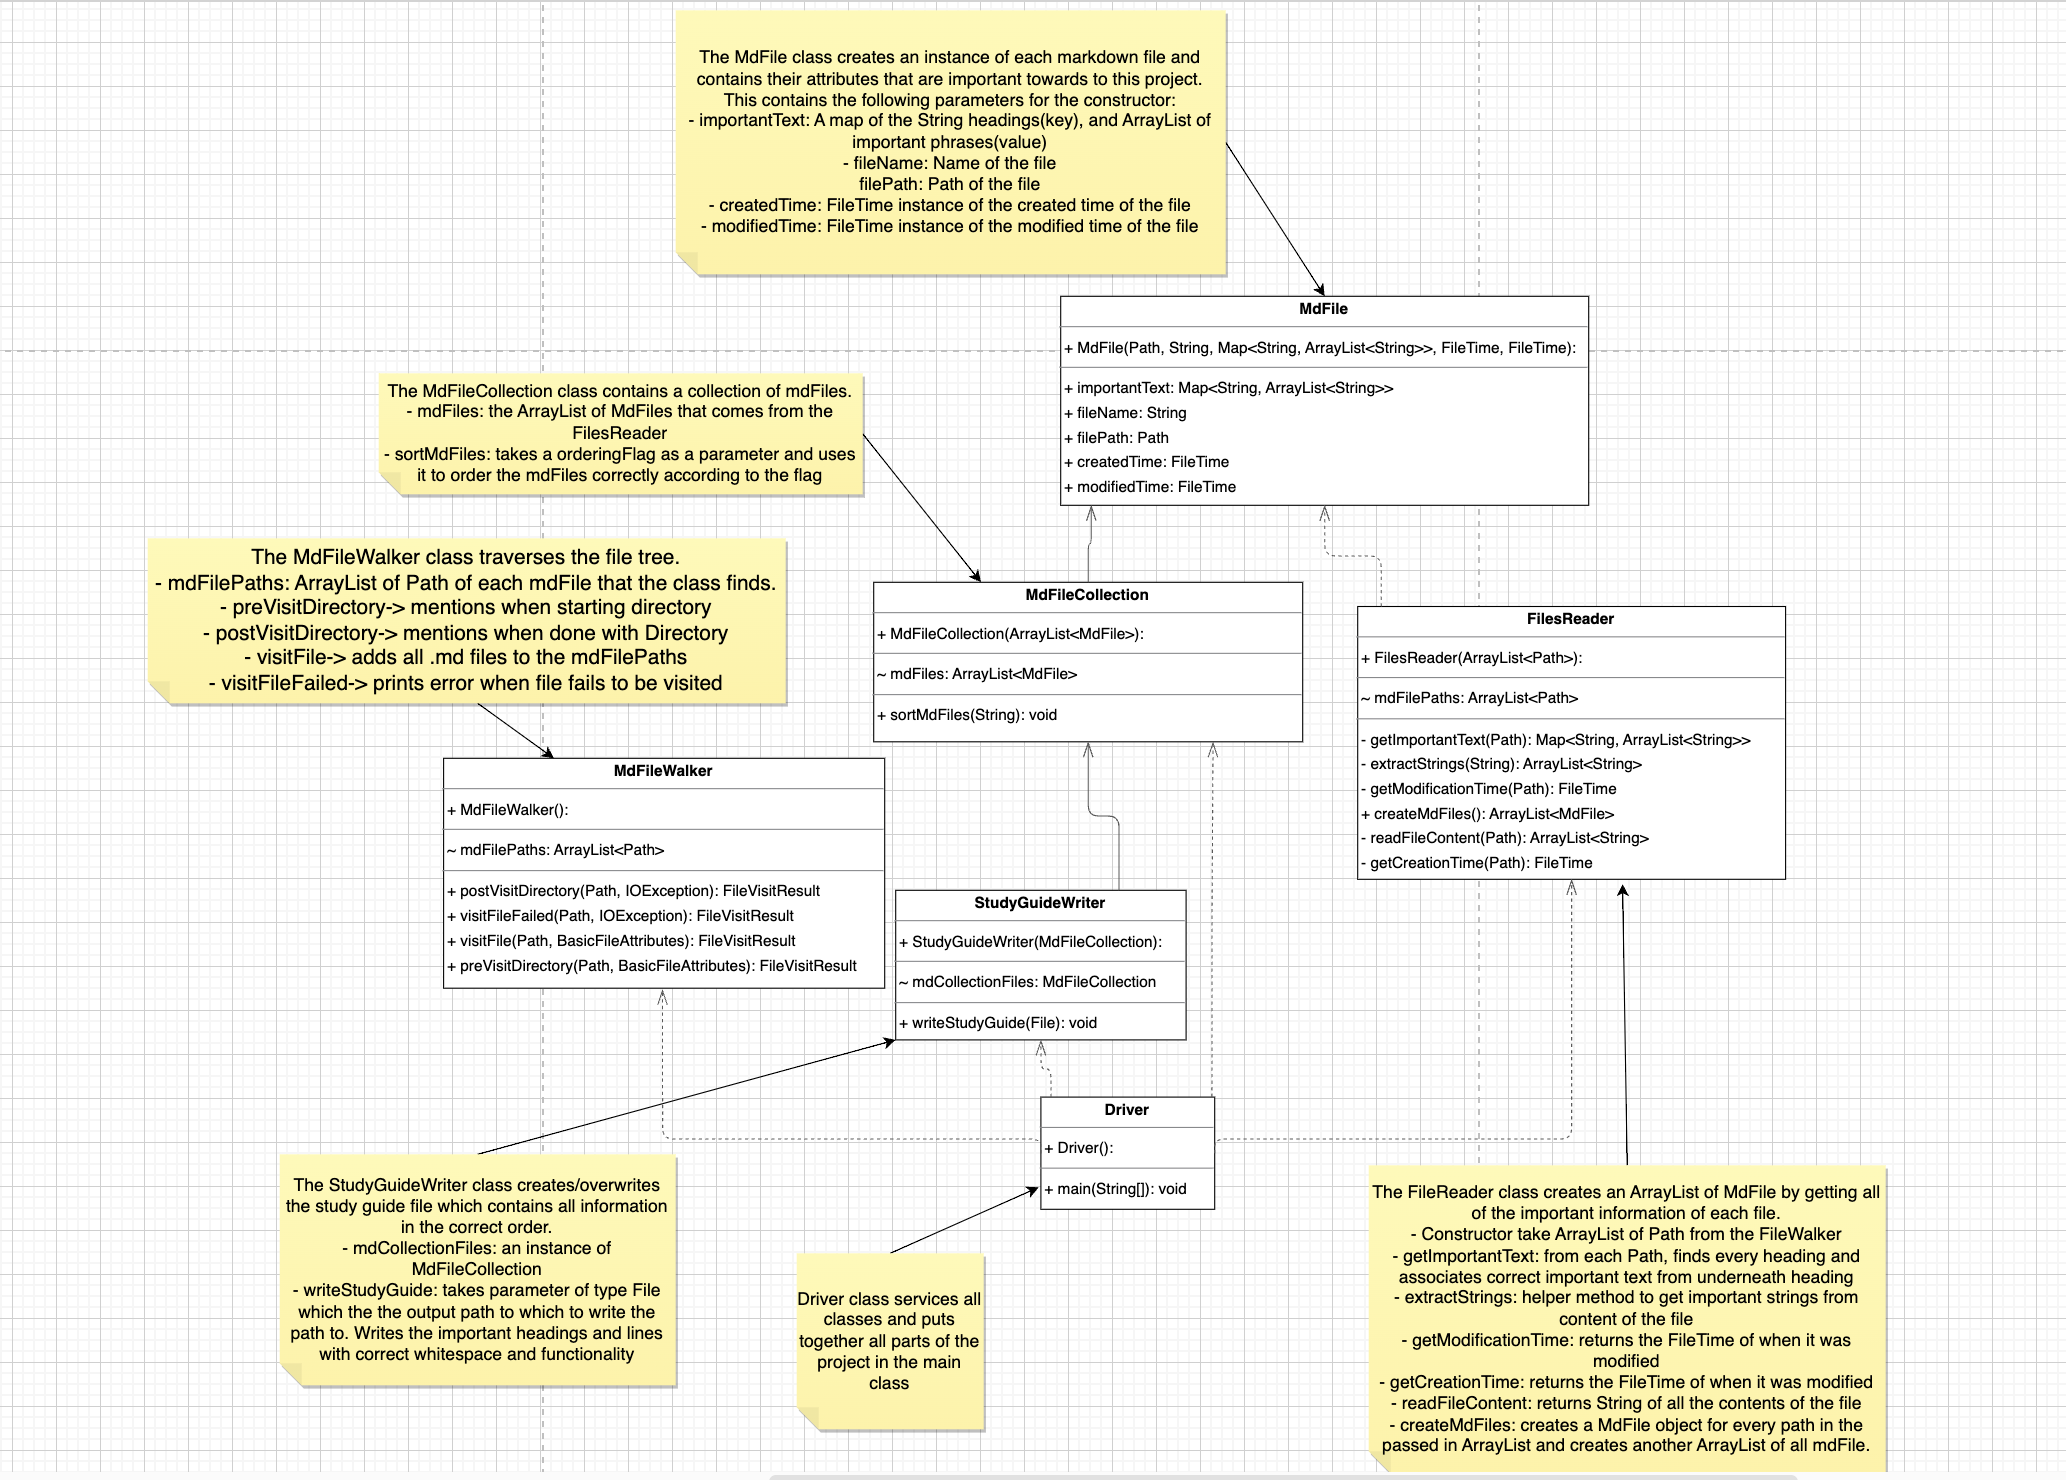 The MdFile class creates an instance of each markdown file and
contains their attributes that are important towards to this project.
This contains the following parameters for the constructor:
- importantText: A map of the String headings(key), and ArrayList of
important phrases(value)
- fileName: Name of the file
filePath: Path of the file
- createdTime: FileTime instance of the created time of the file
- modifiedTime: FileTime instance of the modified time of the file
MdFile
+ MdFile(Path, String, Map<String, ArrayList<String>>, FileTime, FileTime):
+ importantText: Map<String, ArrayList<String>>
+ fileName: String
+ filePath: Path
+ createdTime: FileTime
+ modifiedTime: FileTime
The MdFileCollection class contains a collection of mdFiles.
- mdFiles: the ArrayList of MdFiles that comes from the
FilesReader
- sortMdFiles: takes a orderingFlag as a parameter and uses
it to order the mdFiles correctly according to the flag
The MdFileWalker class traverses the file tree.
- mdFilePaths: ArrayList of Path of each mdFile that the class finds.
- preVisitDirectory-> mentions when starting directory
- postVisitDirectory-> mentions when done with Directory
- visitFile-> adds all .md files to the mdFilePaths
- visitFileFailed-> prints error when file fails to be visited
MdFileCollection
+ MdFileCollection(ArrayList<MdFile>):
~ mdFiles: ArrayList<MdFile>
+ sortMdFiles(String): void
FilesReader
+ FilesReader(ArrayList<Path>):
~ mdFilePaths: ArrayList<Path>
- getImportantText(Path): Map<String, ArrayList<String>>
- extractStrings(String): ArrayList<String>
- getModificationTime(Path): FileTime
+ createMdFiles(): ArrayList<MdFile>
- readFileContent(Path): ArrayList<String>
- getCreationTime(Path): FileTime
MdFileWalker
+ MdFileWalker():
~ mdFilePaths: ArrayList<Path>
+ postVisitDirectory(Path, IOException): FileVisitResult
+ visitFileFailed(Path, IOException): FileVisitResult
+ visitFile(Path, BasicFileAttributes): FileVisitResult
+ preVisitDirectory(Path, BasicFileAttributes): FileVisitResult
StudyGuideWriter
+ StudyGuideWriter(MdFileCollection):
~ mdCollectionFiles: MdFileCollection
+ writeStudyGuide(File): void
Driver
+ Driver():
+ main(String[]): void
The StudyGuideWriter class creates/overwrites
the study guide file which contains all information
in the correct order.
- mdCollectionFiles: an instance of
MdFileCollection
- writeStudyGuide: takes parameter of type File
which the the output path to which to write the
path to. Writes the important headings and lines
with correct whitespace and functionality
Driver class services all
classes and puts
together all parts of the
project in the main
class
The FileReader class creates an ArrayList of MdFile by getting all
of the important information of each file.
- Constructor take ArrayList of Path from the FileWalker
- getImportantText: from each Path, finds every heading and
associates correct important text from underneath heading
- extractStrings: helper method to get important strings from
content of the file
- getModificationTime: returns the FileTime of when it was
modified
- getCreationTime: returns the FileTime of when it was modified
- readFileContent: returns String of all the contents of the file
- createMdFiles: creates a MdFile object for every path in the
passed in ArrayList and creates another ArrayList of all mdFile.